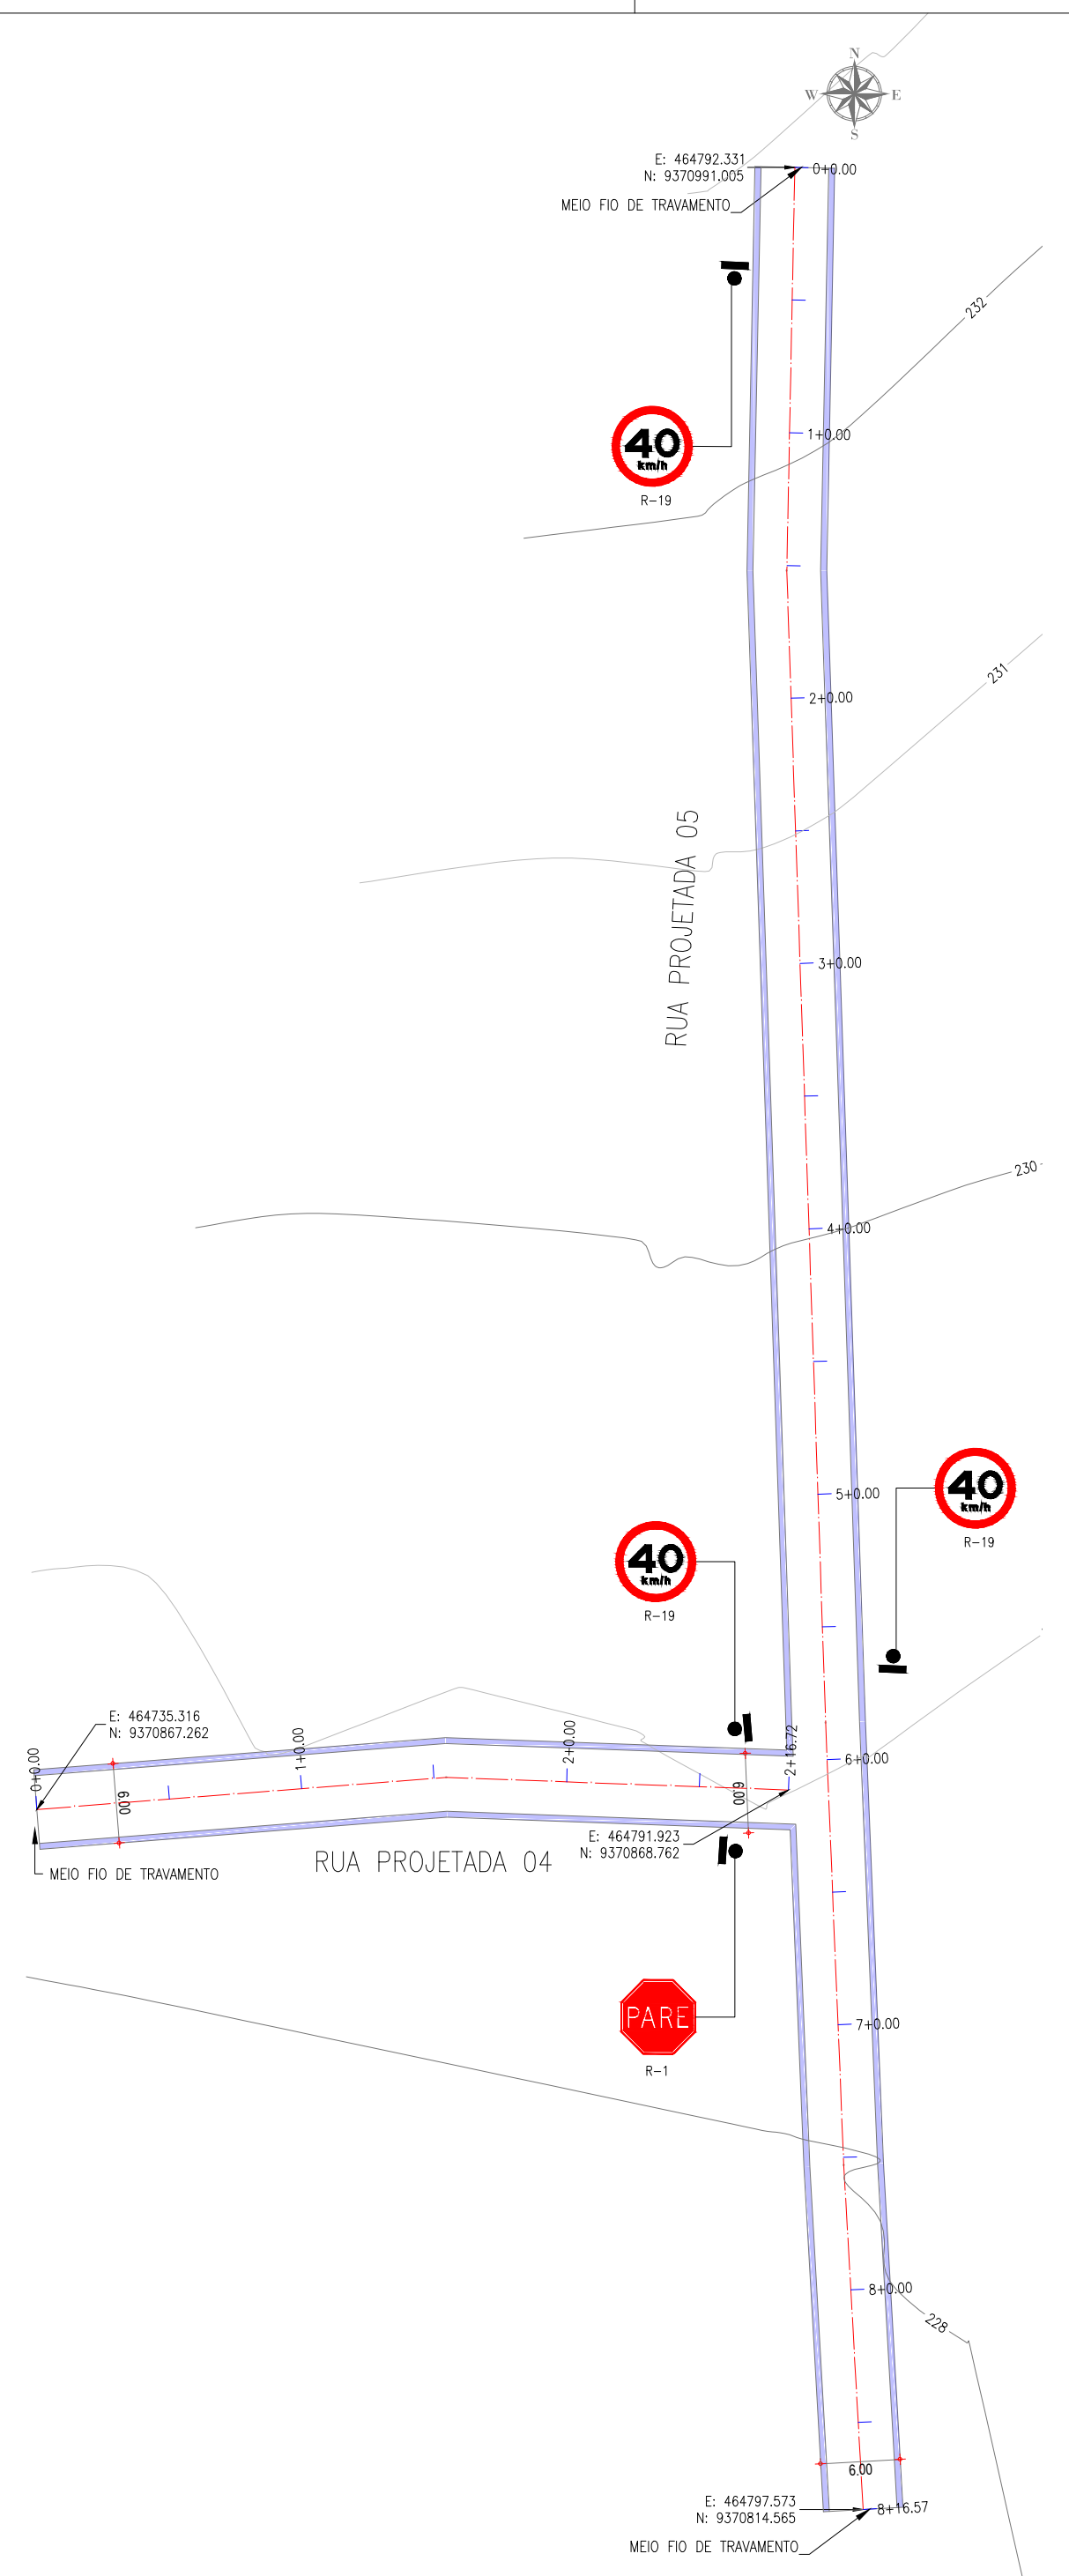 N
W
E
S
E: 464792.331
N: 9370991.005
0+0.00
MEIO FIO DE TRAVAMENTO
232
40
km/h
R-19
1+0.00
231
2+0.00
RUA PROJETADA 05
3+0.00
230
4+0.00
5+0.00
40
km/h
R-19
40
km/h
R-19
E: 464735.316
N: 9370867.262
0+0.00
1+0.00
2+0.00
2+16.72
6+0.00
6.00
6.00
E: 464791.923
N: 9370868.762
RUA PROJETADA 04
MEIO FIO DE TRAVAMENTO
PARE
R-1
7+0.00
8+0.00
228
6.00
E: 464797.573
N: 9370814.565
8+16.57
MEIO FIO DE TRAVAMENTO